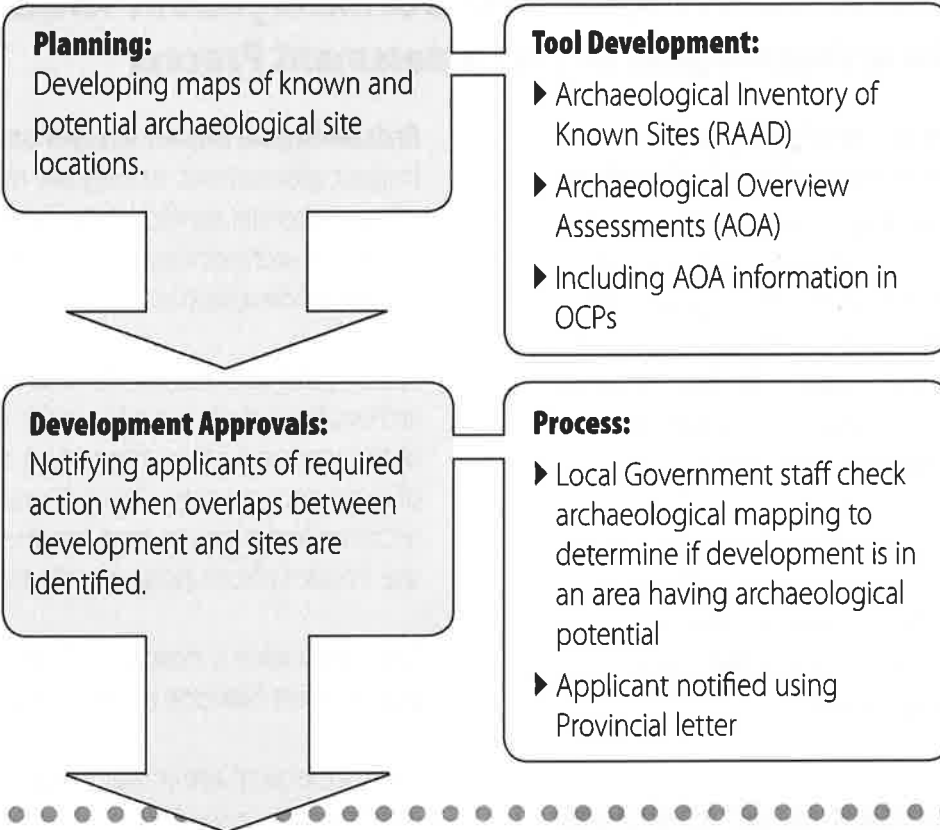 Planning:
Developing maps of known and
potential archaeological site
locations.
Tool Development:
▶ Archaeological Inventory of
Known Sites (RAAD)
▶ Archaeological Overview
Assessments (AOA)
▶ Including AOA information in
OCPs
Development Approvals:
Notifying applicants of required
action when overlaps between
development and sites are
identified.
Process:
▶ Local Government staff check
archaeological mapping to
determine if development is in
an area having archaeological
potential
▶ Applicant notified using
Provincial letter